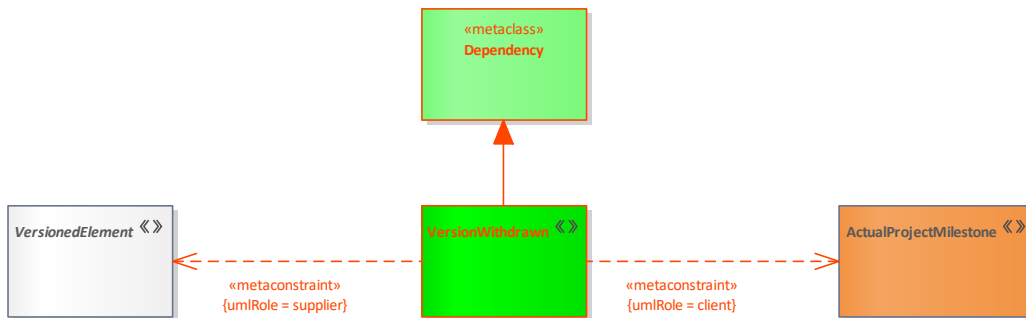 «metaclass»
Dependency
VersionedElement «»
VersionWithdrawn «»
ActualProjectMilestone «»
«metaconstraint»
{umlRole = supplier}
«metaconstraint»
{umlRole = client}